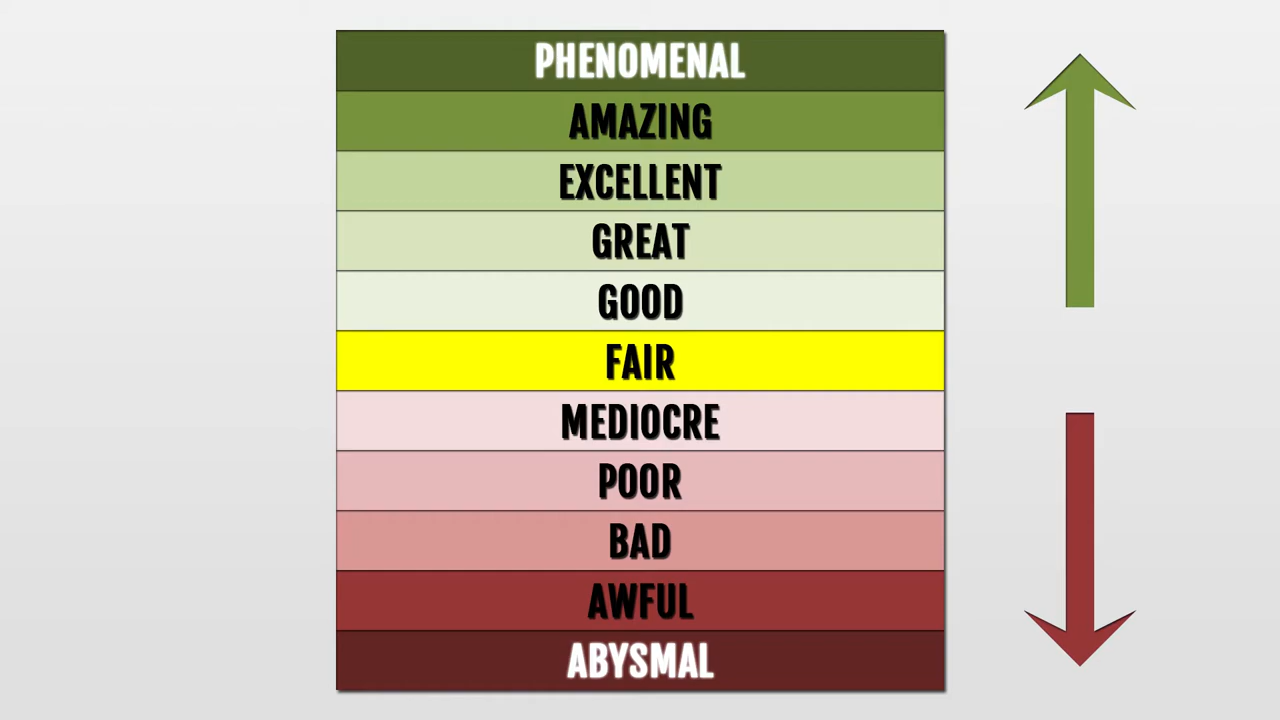 PHENOMENAL
AMAZING
EXCELLENT
GREAT
GOOD
FAIR
MEDIOCRE
POOR
BAD
AWFUL
ABYSMAL